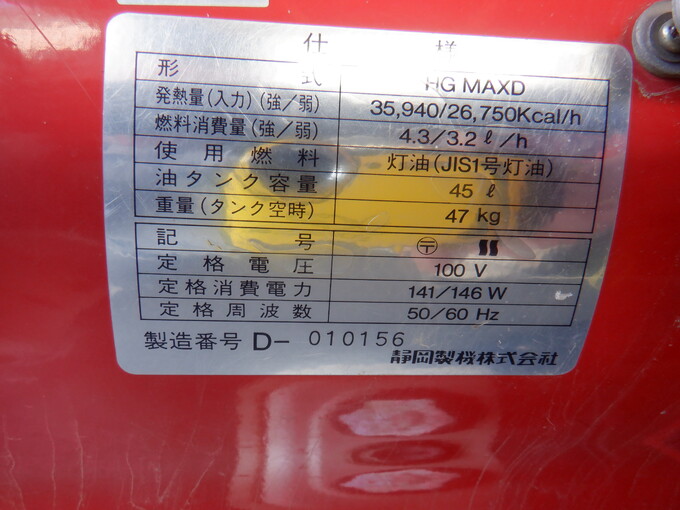 仕様
形式 HG MAXD
発熱量(入力)(強/弱) 35,940/26,750Kcal/h
燃料消費量(強/弱) 4.3/3.2ℓ/h
使用燃料 灯油(JIS1号灯油)
油タンク容量 45ℓ
重量(タンク空時) 47kg
記号 〶 SS
定格電圧 100 V
定格消費電力 141/146 W
定格周波数 50/60 Hz
製造番号 D- 010156
静岡製機株式会社